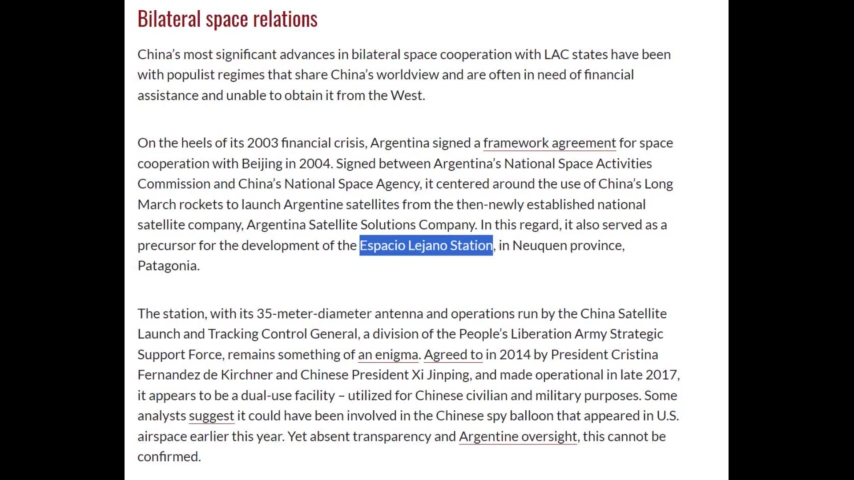 Bilateral space relations
China’s most significant advances in bilateral space cooperation with LAC states have been
with populist regimes that share China’s worldview and are often in need of financial
assistance and unable to obtain it from the West.
On the heels of its 2003 financial crisis, Argentina signed a framework agreement for space
cooperation with Beijing in 2004. Signed between Argentina’s National Space Activities
Commission and China’s National Space Agency, it centered around the use of China’s Long
March rockets to launch Argentine satellites from the then-newly established national
satellite company, Argentina Satellite Solutions Company. In this regard, it also served as a
precursor for the development of the Espacio Lejano Station, in Neuquen province,
Patagonia.
The station, with its 35-meter-diameter antenna and operations run by the China Satellite
Launch and Tracking Control General, a division of the People’s Liberation Army Strategic
Support Force, remains something of an enigma. Agreed to in 2014 by President Cristina
Fernandez de Kirchner and Chinese President Xi Jinping, and made operational in late 2017,
it appears to be a dual-use facility – utilized for Chinese civilian and military purposes. Some
analysts suggest it could have been involved in the Chinese spy balloon that appeared in U.S.
airspace earlier this year. Yet absent transparency and Argentine oversight, this cannot be
confirmed.